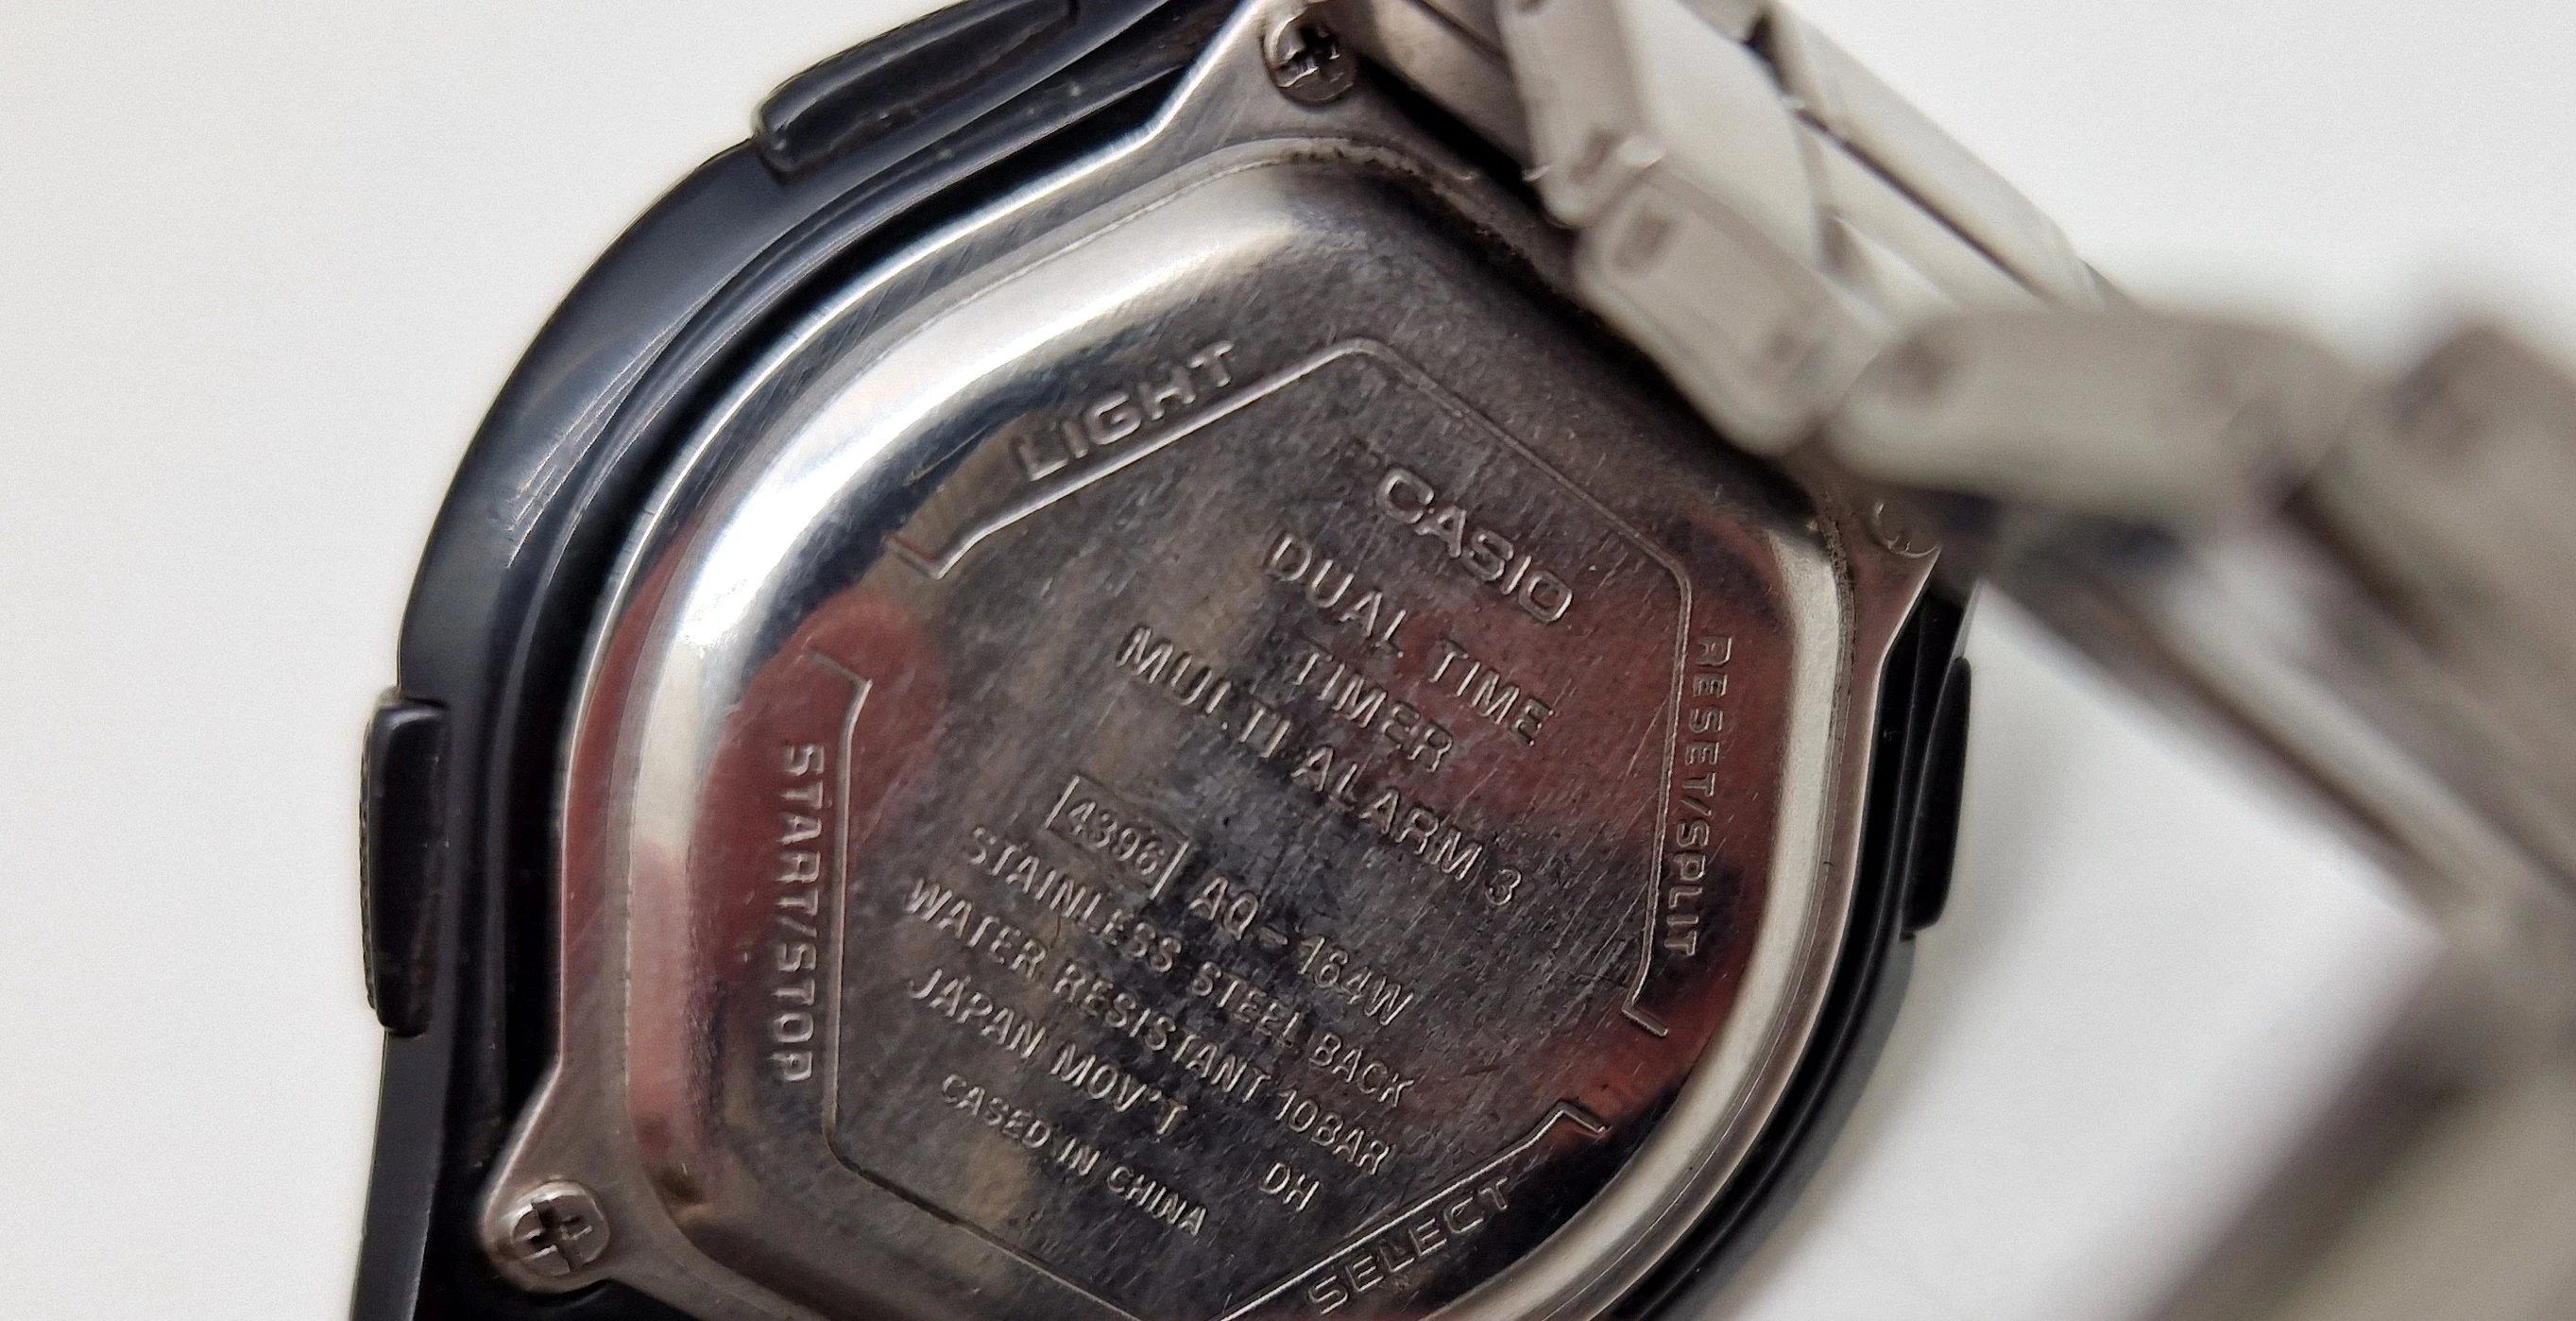 LIGHT
CASIO
DUAL TIME
TIMER
MULTI ALARM 3
4396 AQ-164W
STAINLESS STEEL BACK
WATER RESISTANT 10BAR
JAPAN MOV'T DH
CASED IN CHINA
START/STOP
RESET/SPLIT
SELECT